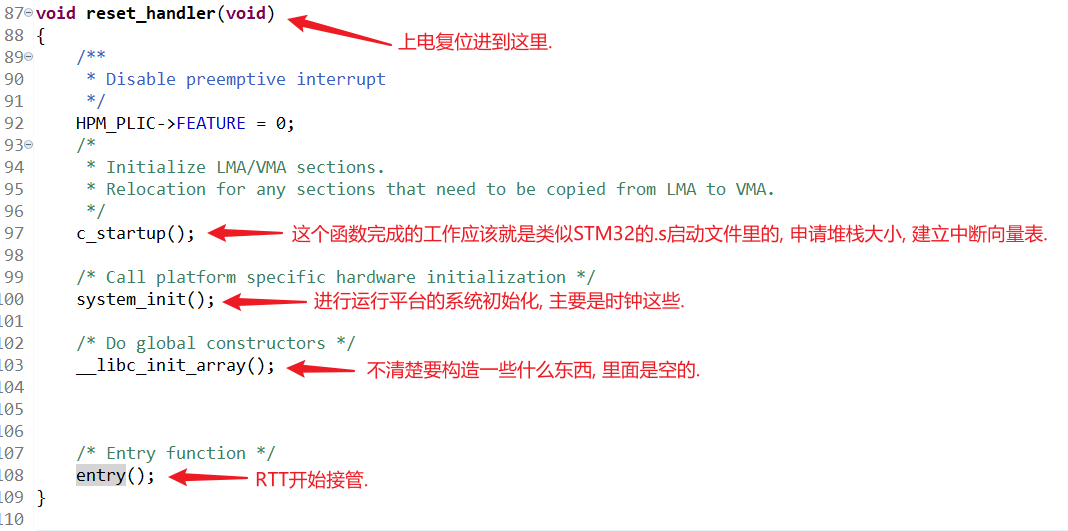 87 void reset_handler(void)
上电复位进到这里.
88 {
89 /**
90 * Disable preemptive interrupt
91 */
92 HPM_PLIC->FEATURE = 0;
93 /*
94 * Initialize LMA/VMA sections.
95 * Relocation for any sections that need to be copied from LMA to VMA.
96 */
97 c_startup(); 这个函数完成的工作应该就是类似STM32的.s启动文件里的, 申请堆栈大小, 建立中断向量表.
98
99 /* Call platform specific hardware initialization */
100 system_init(); 进行运行平台的系统初始化, 主要是时钟这些.
101
102 /* Do global constructors */
103 __libc_init_array(); 不清楚要构造一些什么东西, 里面是空的.
104
105
106
107 /* Entry function */
108 entry(); RTT开始接管.
109 }
110